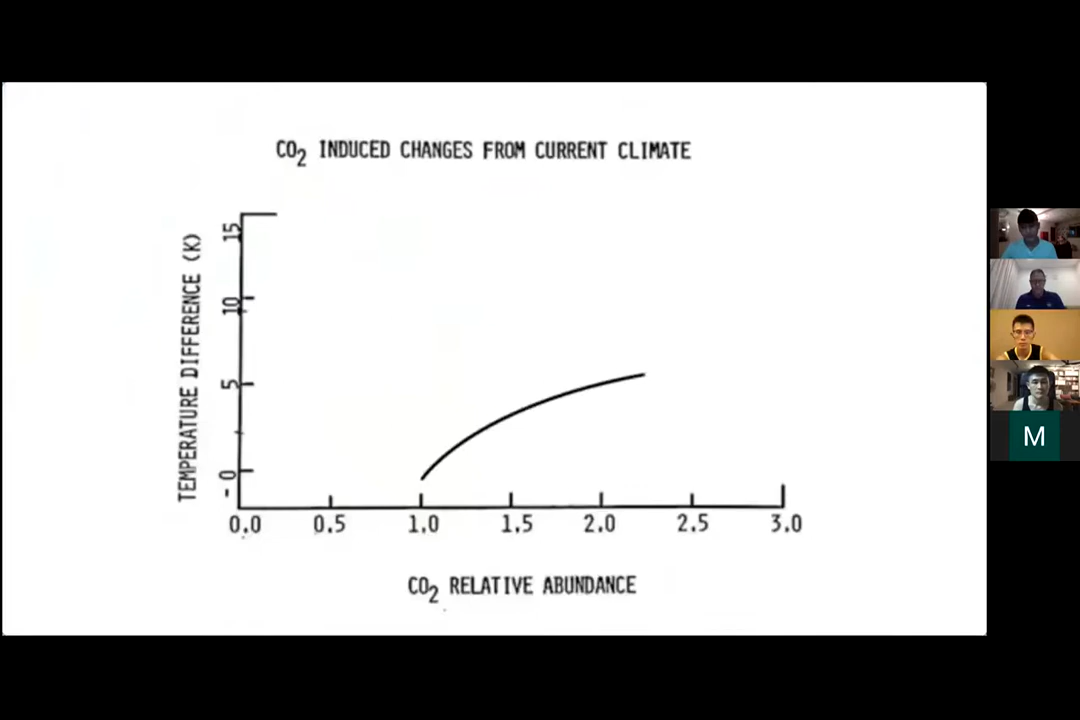 CO2 INDUCED CHANGES FROM CURRENT CLIMATE
TEMPERATURE DIFFERENCE (K)
15
10
5
-0
0.0 0.5 1.0 1.5 2.0 2.5 3.0
CO2 RELATIVE ABUNDANCE
M